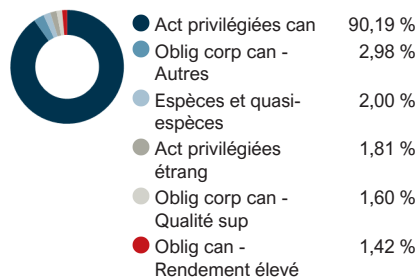 Act privilégiées can 90,19 %
Oblig corp can - 2,98 %
Autres
Espèces et quasi- 2,00 %
espèces
Act privilégiées 1,81 %
étrang
Oblig corp can - 1,60 %
Qualité sup
Oblig can - 1,42 %
Rendement élevé